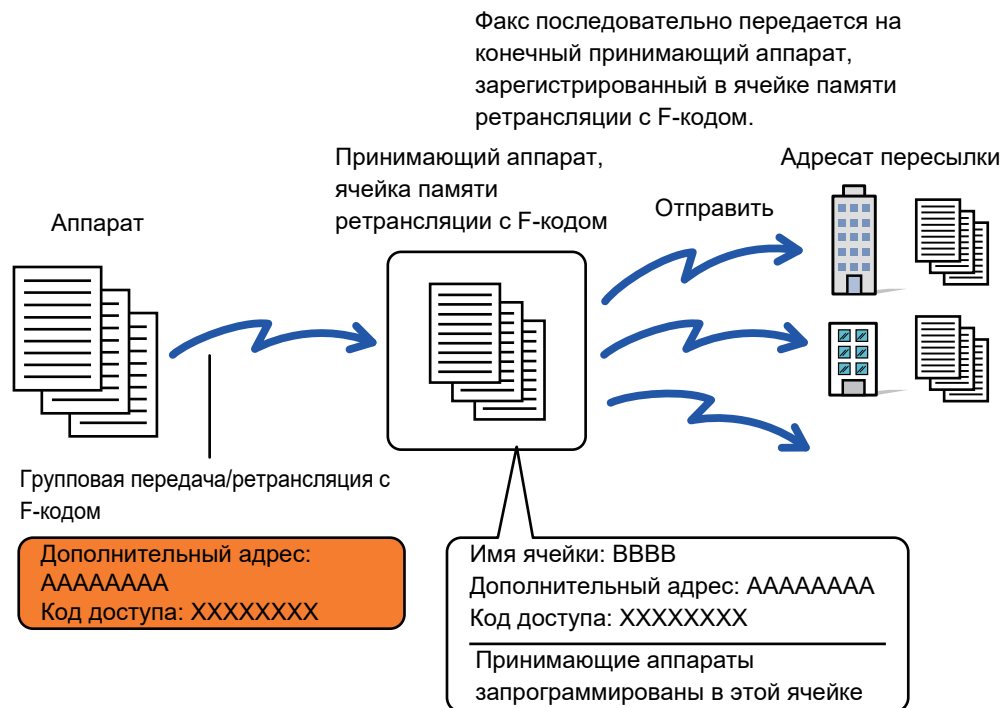 Факс последовательно передается на
конечный принимающий аппарат,
зарегистрированный в ячейке памяти
ретрансляции с F-кодом.
Принимающий аппарат,
ячейка памяти
ретрансляции с F-кодом
Адресат пересылки
Отправить
Аппарат
Групповая передача/ретрансляция с
F-кодом
Дополнительный адрес:
AAAAAAAA
Код доступа: XXXXXXXX
Имя ячейки: BBBB
Дополнительный адрес: AAAAAAAA
Код доступа: XXXXXXXX
Принимающие аппараты
запрограммированы в этой ячейке